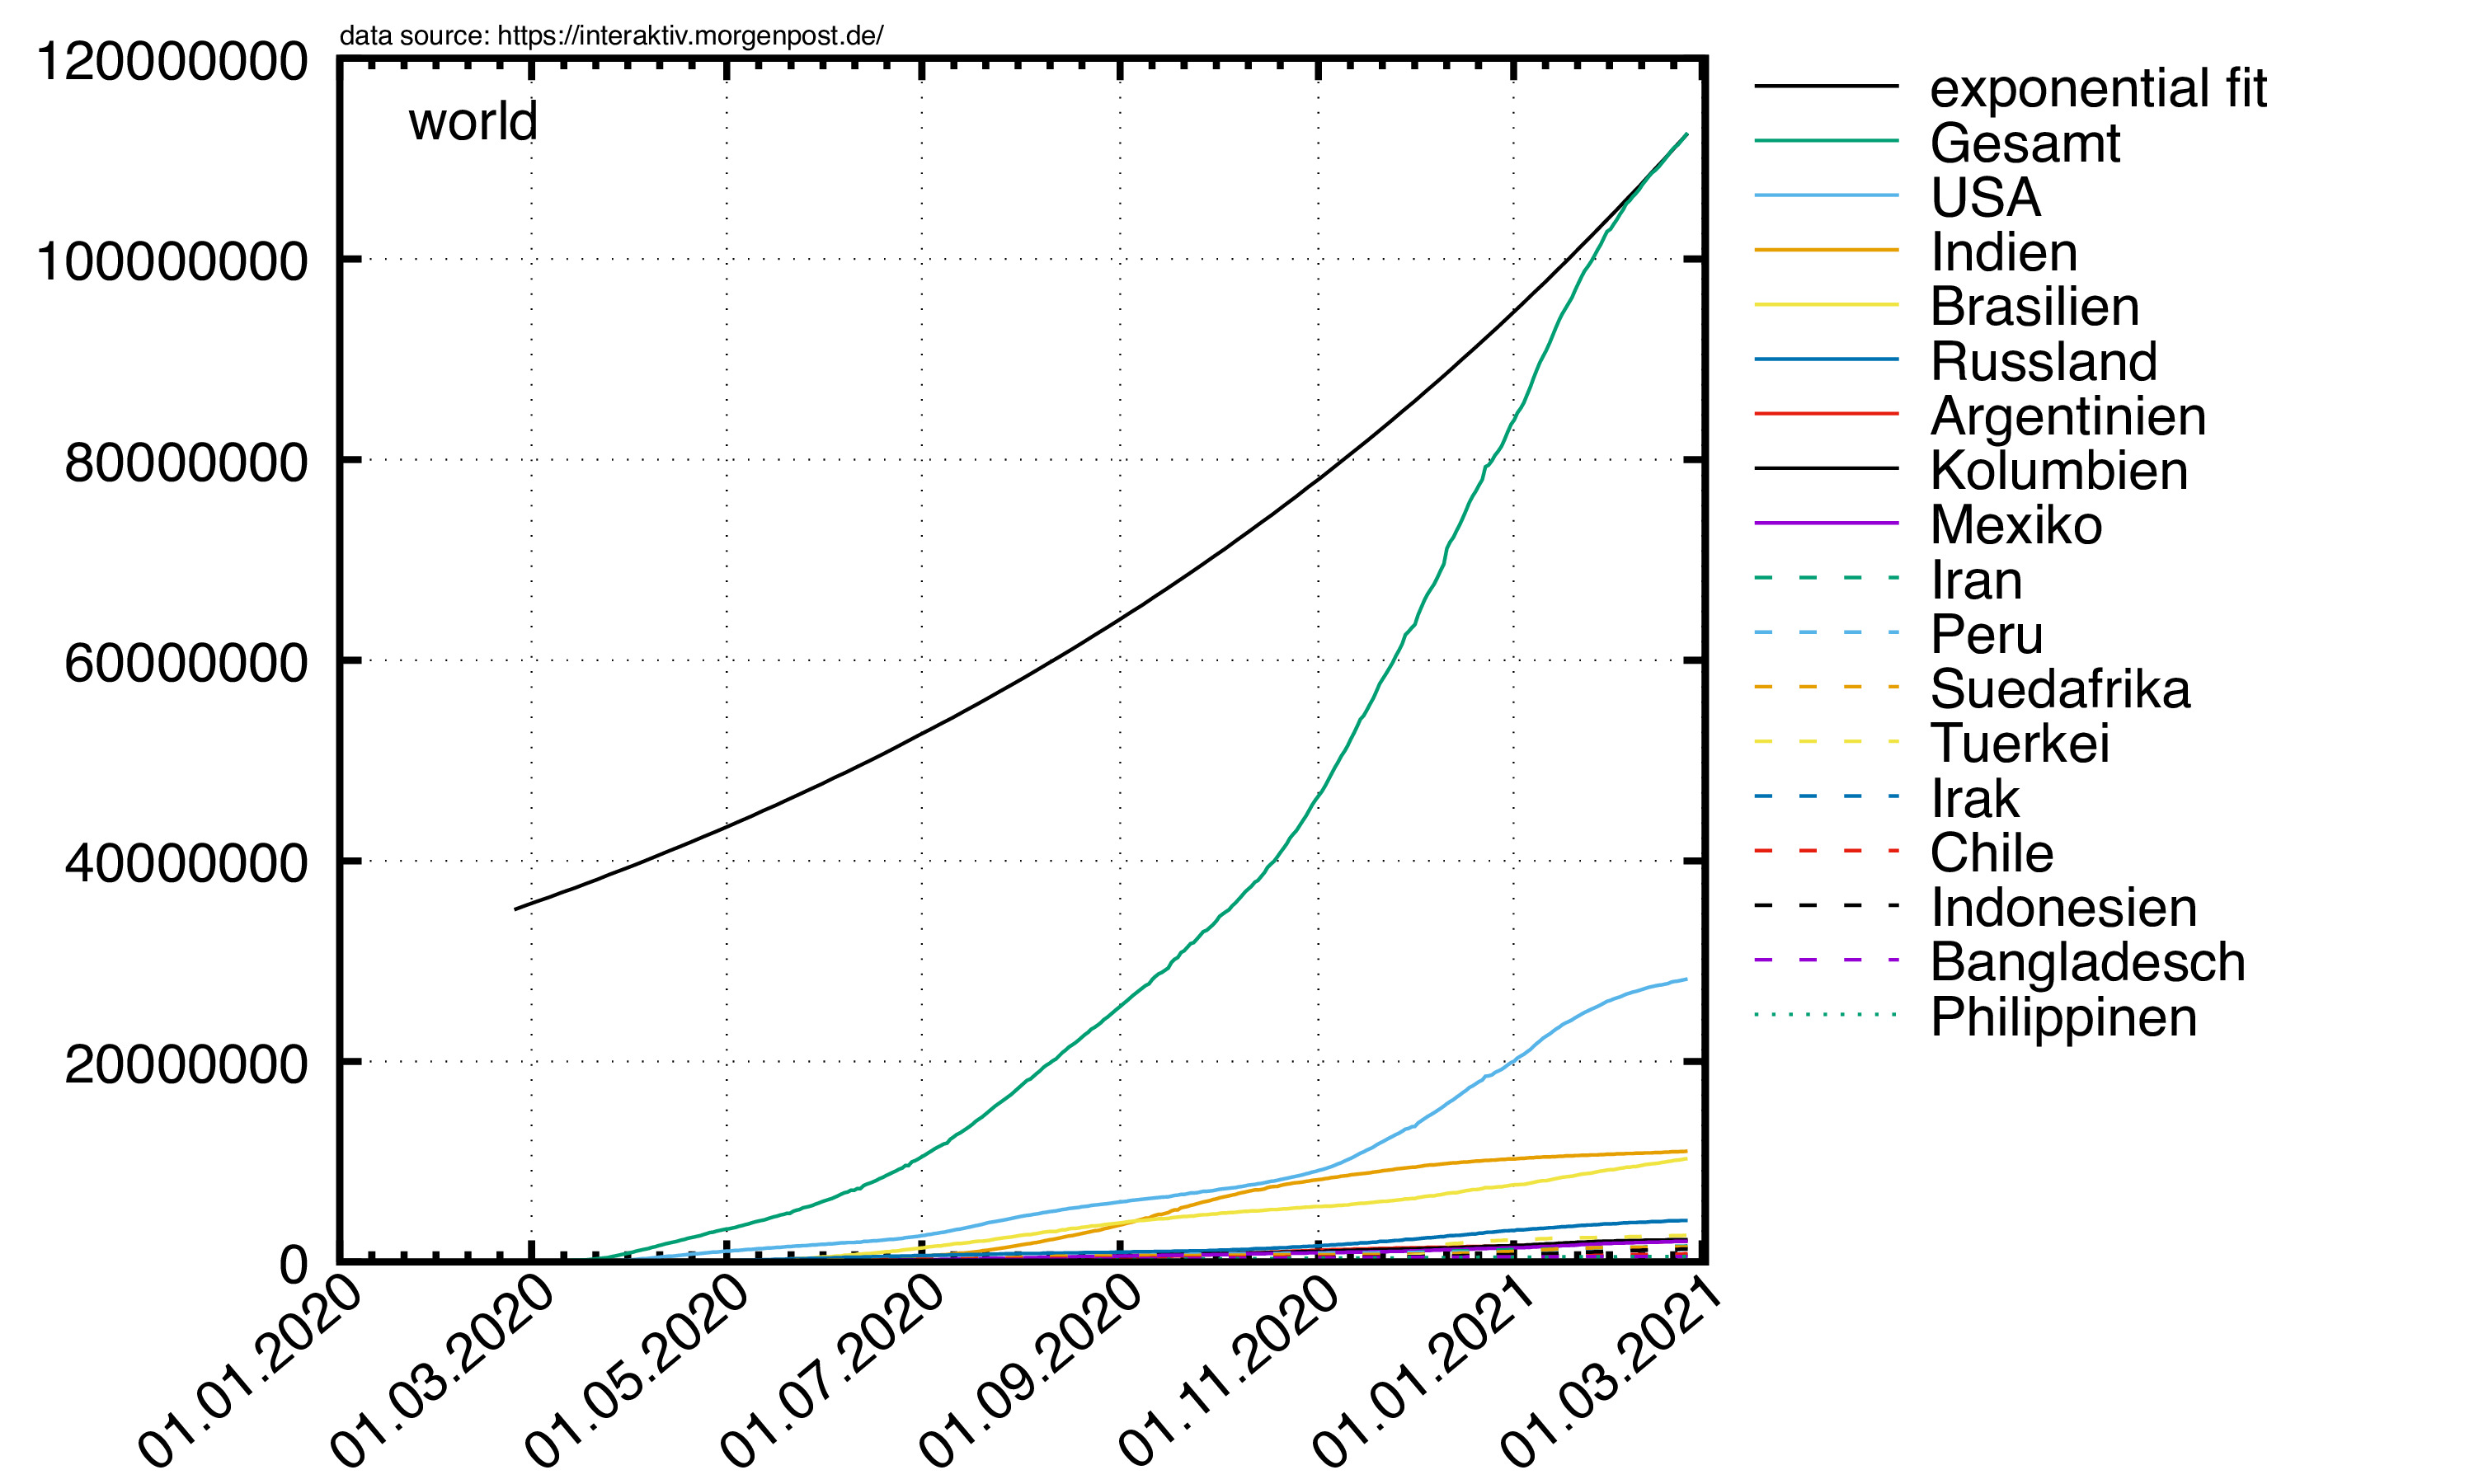 data source: https://interaktiv.morgenpost.de/
120000000
100000000
80000000
60000000
40000000
20000000
0
world
01.01.2020
01.03.2020
01.05.2020
01.07.2020
01.09.2020
01.11.2020
01.01.2021
01.03.2021
exponential fit
Gesamt
USA
Indien
Brasilien
Russland
Argentinien
Kolumbien
Mexiko
Iran
Peru
Suedafrika
Tuerkei
Irak
Chile
Indonesien
Bangladesch
Philippinen